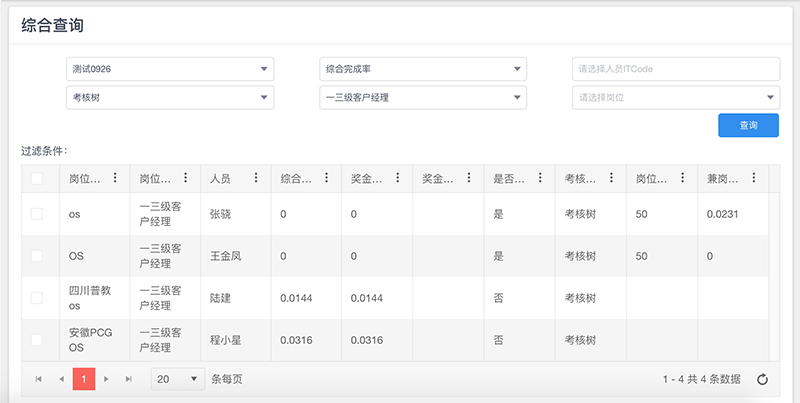 综合查询
测试0926 综合完成率 请选择人员ITCode
考核树 一三级客户经理 请选择岗位
查询
过滤条件：
岗位... 岗位... 人员 综合... 奖金... 奖金... 是否... 考核... 岗位... 兼岗...
os 一三级客户经理 张骁 0 0 是 考核树 50 0.0231
OS 一三级客户经理 王金凤 0 0 是 考核树 50 0
四川普教os 一三级客户经理 陆建 0.0144 0.0144 否 考核树
安徽PCG OS 一三级客户经理 程小星 0.0316 0.0316 否 考核树
1 20 条每页 1 - 4 共 4 条数据